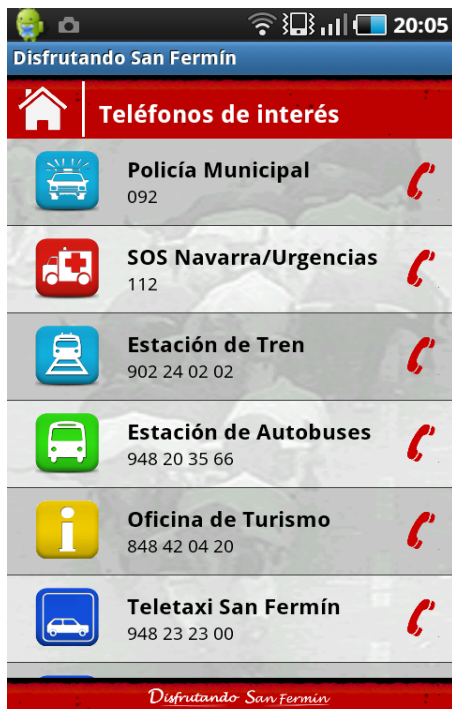 20:05
Disfrutando San Fermín
Teléfonos de interés
Policía Municipal
092
SOS Navarra/Urgencias
112
Estación de Tren
902 24 02 02
Estación de Autobuses
948 20 35 66
Oficina de Turismo
848 42 04 20
Teletaxi San Fermín
948 23 23 00
Disfrutando San Fermín